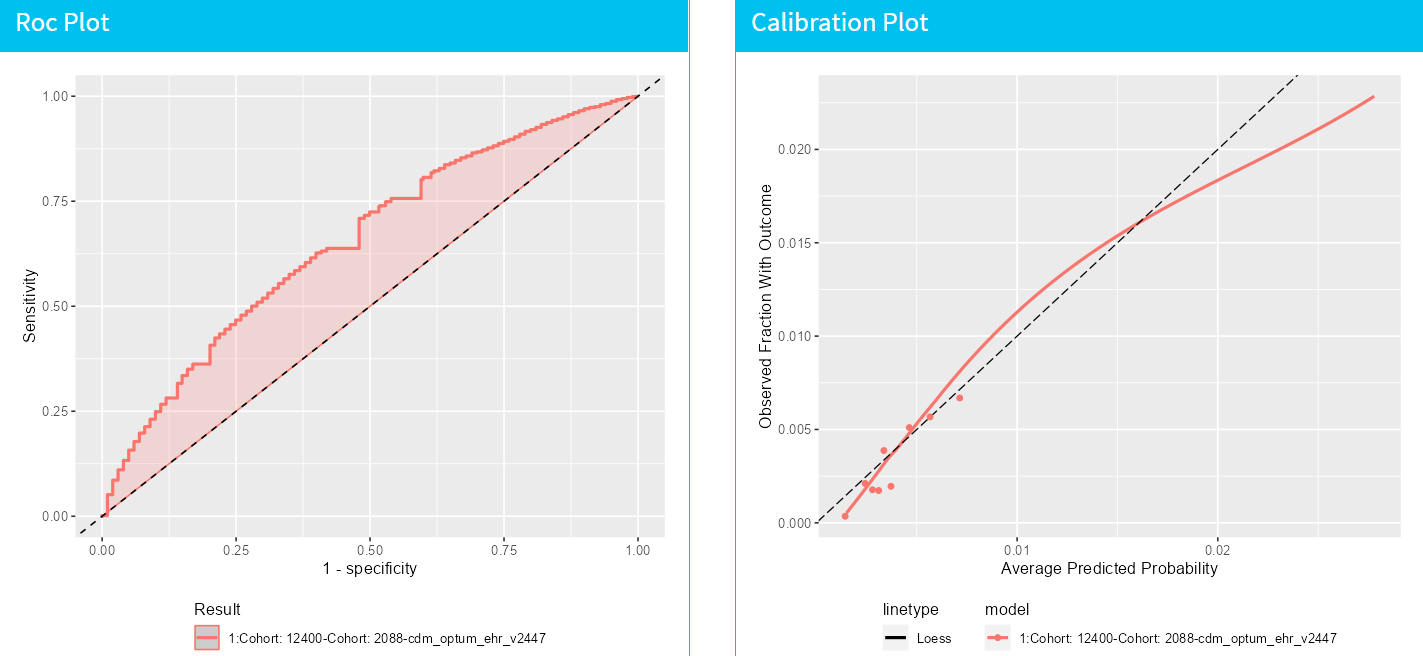 Roc Plot
1.00
0.75
0.50
0.25
0.00
Sensitivity
0.00 0.25 0.50 0.75 1.00
1 - specificity
Result
1:Cohort: 12400-Cohort: 2088-cdm_optum_ehr_v2447
Calibration Plot
0.020
0.015
0.010
0.005
0.000
Observed Fraction With Outcome
0.01 0.02
Average Predicted Probability
linetype model
Loess 1:Cohort: 12400-Cohort: 2088-cdm_optum_ehr_v2447